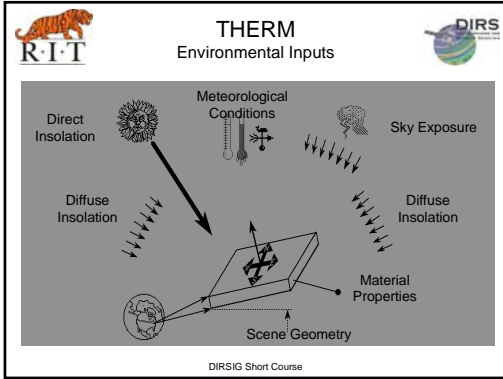 R·I·T
THERM
Environmental Inputs
DIRS
Meteorological
Conditions
Direct
Insolation
Sky Exposure
Diffuse
Insolation
Diffuse
Insolation
Material
Properties
Scene Geometry
DIRSIG Short Course